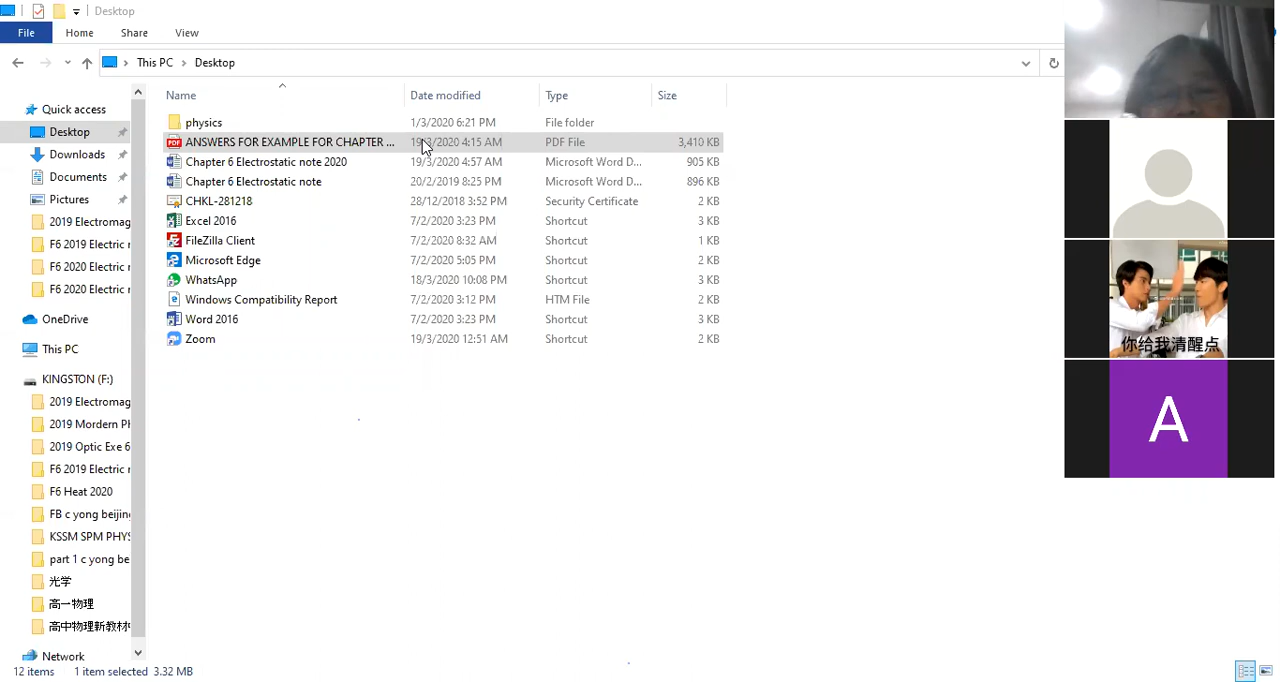 Desktop
File Home Share View
This PC Desktop
Name Date modified Type Size
Quick access
Desktop
Downloads
Documents
Pictures
2019 Electromag
F6 2019 Electric r
F6 2020 Electric r
F6 2020 Electric r
OneDrive
This PC
KINGSTON (F:)
2019 Electromag
2019 Mordern Ph
2019 Optic Exe 6
F6 2019 Electric r
F6 Heat 2020
FB c yong beijing
KSSM SPM PHYS
part 1 c yong be
光学
高一物理
高中物理新教材
Network
physics 1/3/2020 6:21 PM File folder
ANSWERS FOR EXAMPLE FOR CHAPTER ... 19/3/2020 4:15 AM PDF File 3,410 KB
Chapter 6 Electrostatic note 2020 19/3/2020 4:57 AM Microsoft Word D... 905 KB
Chapter 6 Electrostatic note 20/2/2019 8:25 PM Microsoft Word D... 896 KB
CHKL-281218 28/12/2018 3:52 PM Security Certificate 2 KB
Excel 2016 7/2/2020 3:23 PM Shortcut 3 KB
FileZilla Client 7/2/2020 8:32 AM Shortcut 1 KB
Microsoft Edge 7/2/2020 5:05 PM Shortcut 2 KB
WhatsApp 18/3/2020 10:08 PM Shortcut 3 KB
Windows Compatibility Report 7/2/2020 3:12 PM HTM File 2 KB
Word 2016 7/2/2020 3:23 PM Shortcut 3 KB
Zoom 19/3/2020 12:51 AM Shortcut 2 KB
12 items 1 item selected 3.32 MB
你给我清醒点
A